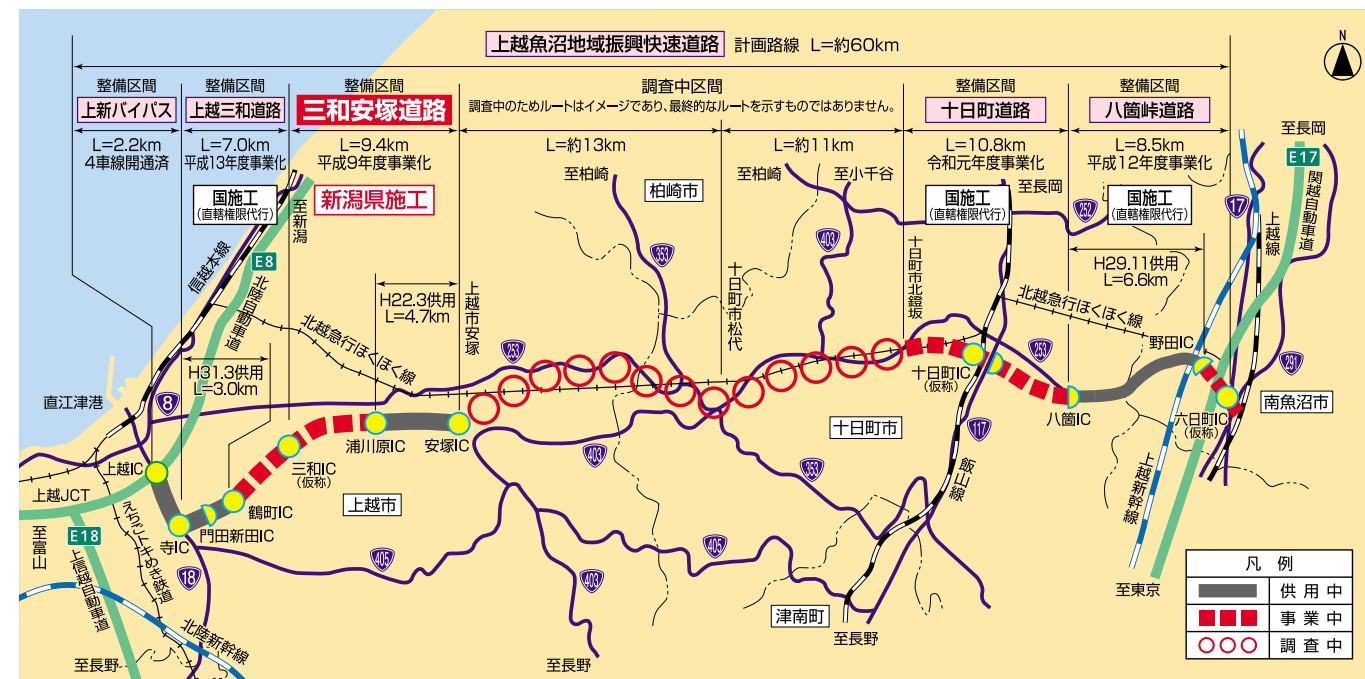 上越魚沼地域振興快速道路 計画路線 L=約60km
N
整備区間
上新バイパス
L=2.2km
4車線開通済
整備区間
上越三和道路
L=7.0km
平成13年度事業化
国施工
(直轄権限代行)
整備区間
三和安塚道路
L=9.4km
平成9年度事業化
新潟県施工
調査中区間
調査中のためルートはイメージであり、最終的なルートを示すものではありません。
L=約13km
L=約11km
整備区間
十日町道路
L=10.8km
令和元年度事業化
国施工
(直轄権限代行)
整備区間
八箇峠道路
L=8.5km
平成12年度事業化
国施工
(直轄権限代行)
至新潟
信越本線
E8
北陸自動車道
至柏崎
柏崎市
至柏崎
至小千谷
至長岡
至長岡
E17
関越自動車道
252
17
上越線
353
403
H22.3供用
L=4.7km
上越市安塚
十日町市松代
十日町市北鐙坂
H29.11供用
L=6.6km
北越急行ほくほく線
北越急行ほくほく線
H31.3供用
L=3.0km
253
253
野田IC
291
直江津港
8
十日町IC
(仮称)
八箇IC
六日町IC
(仮称)
南魚沼市
浦川原IC
安塚IC
十日町市
117
三和IC
(仮称)
上越IC
上越JCT
鶴町IC
上越市
403
353
飯山線
上越新幹線
門田新田IC
寺IC
えちごトキめき鉄道
至富山
E18
上信越自動車道
18
405
405
403
北陸新幹線
至長野
至長野
津南町
至長野
至東京
凡 例
供用中
事業中
調査中